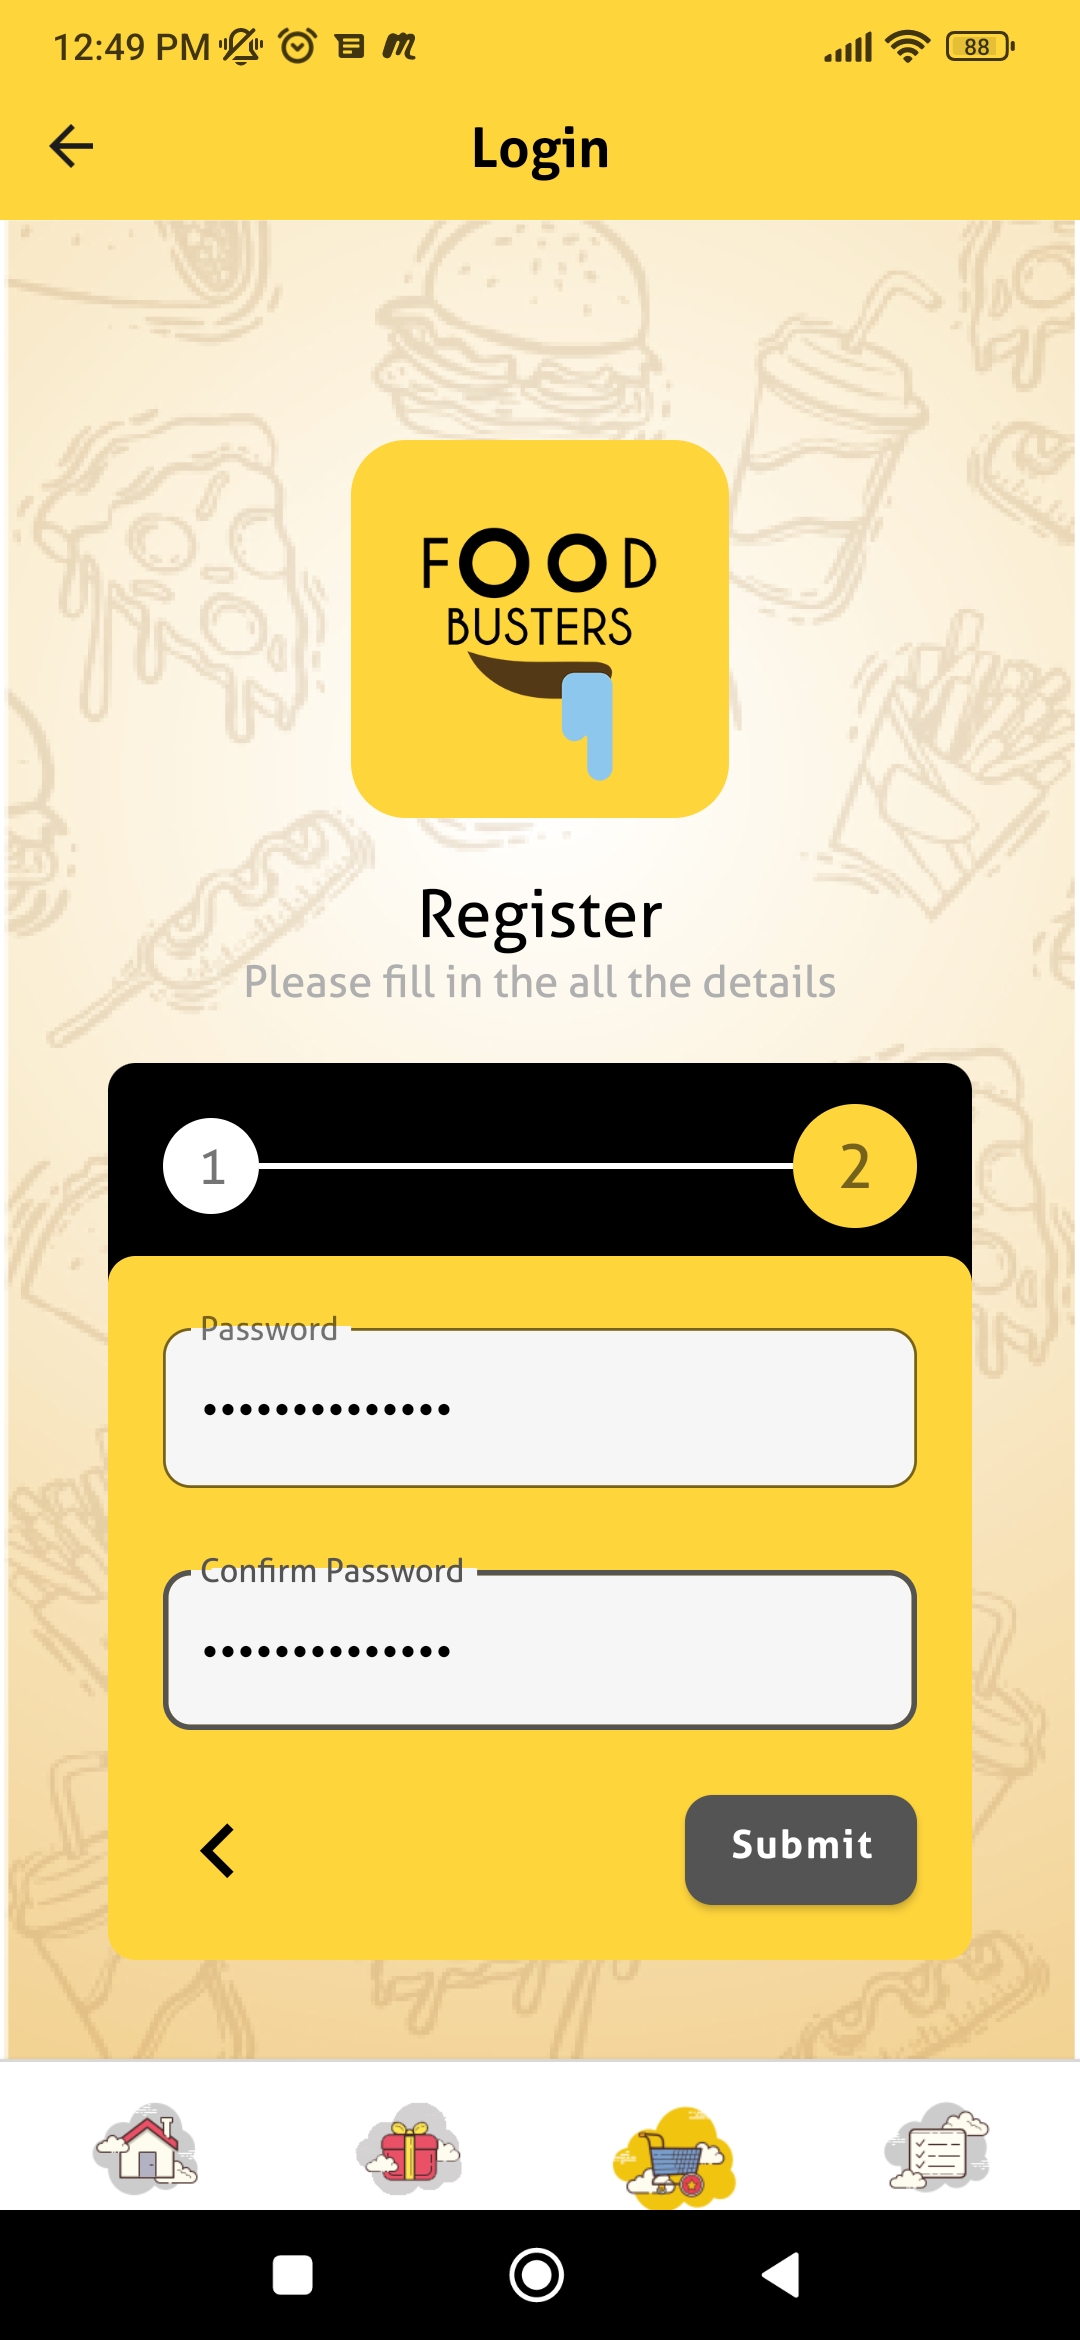 12:49 PM
88
Login
FOOD
BUSTERS
Register
Please fill in the all the details
1
2
Password
••••••••••••••
Confirm Password
••••••••••••••
Submit